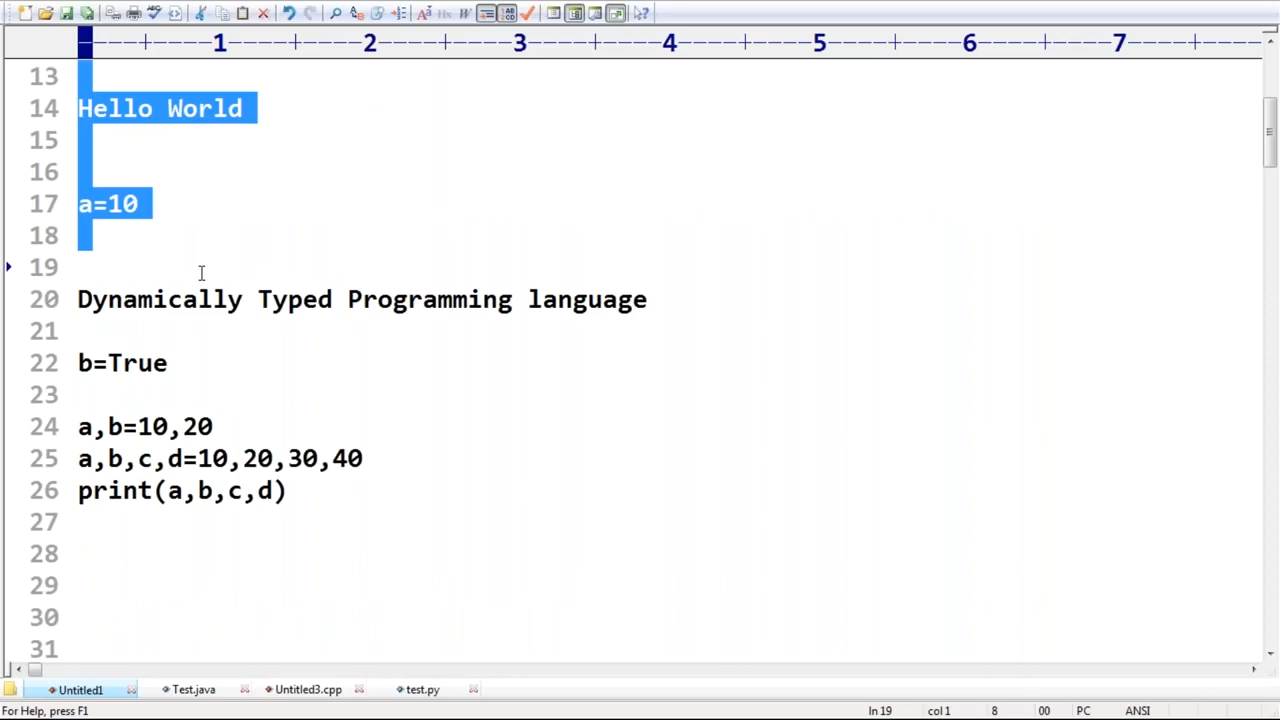 1 2 3 4 5 6 7
13
14 Hello World
15
16
17 a=10
18
19
20 Dynamically Typed Programming language
21
22 b=True
23
24 a,b=10,20
25 a,b,c,d=10,20,30,40
26 print(a,b,c,d)
27
28
29
30
31
Untitled1 Test.java Untitled3.cpp test.py
For Help, press F1 ln 19 col 1 8 00 PC ANSI